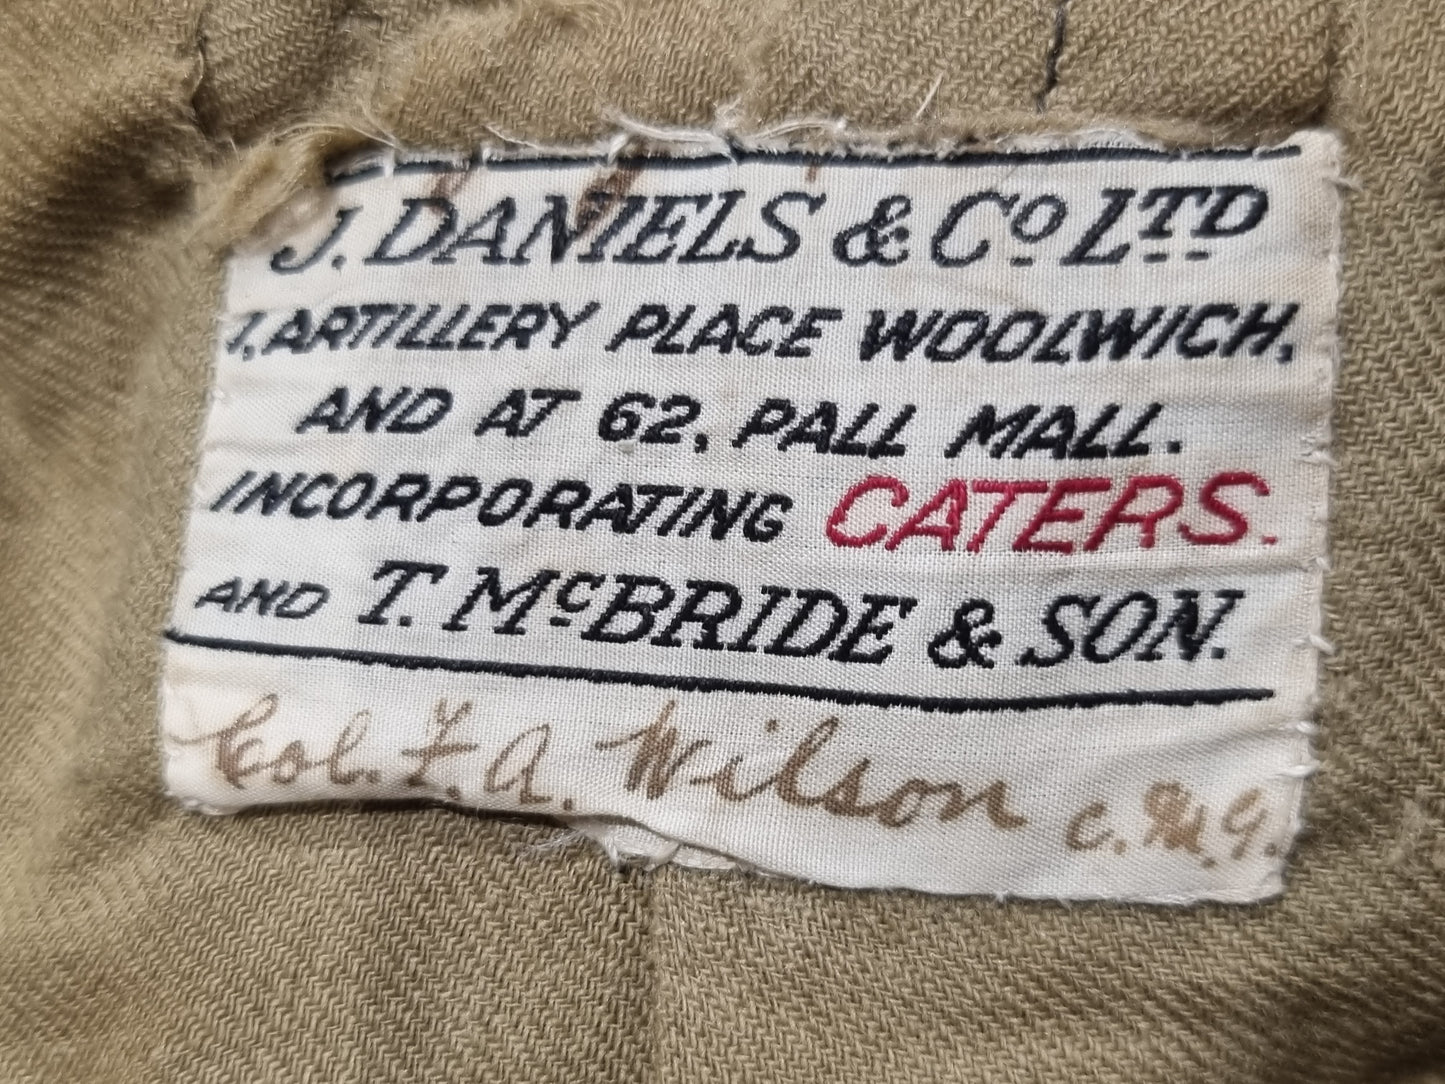 J. DANIELS & Co LTD
1, ARTILLERY PLACE WOOLWICH,
AND AT 62, PALL MALL.
INCORPORATING CATERS.
AND T. McBRIDE & SON.
Col. F. A. Wilson C. M. G.